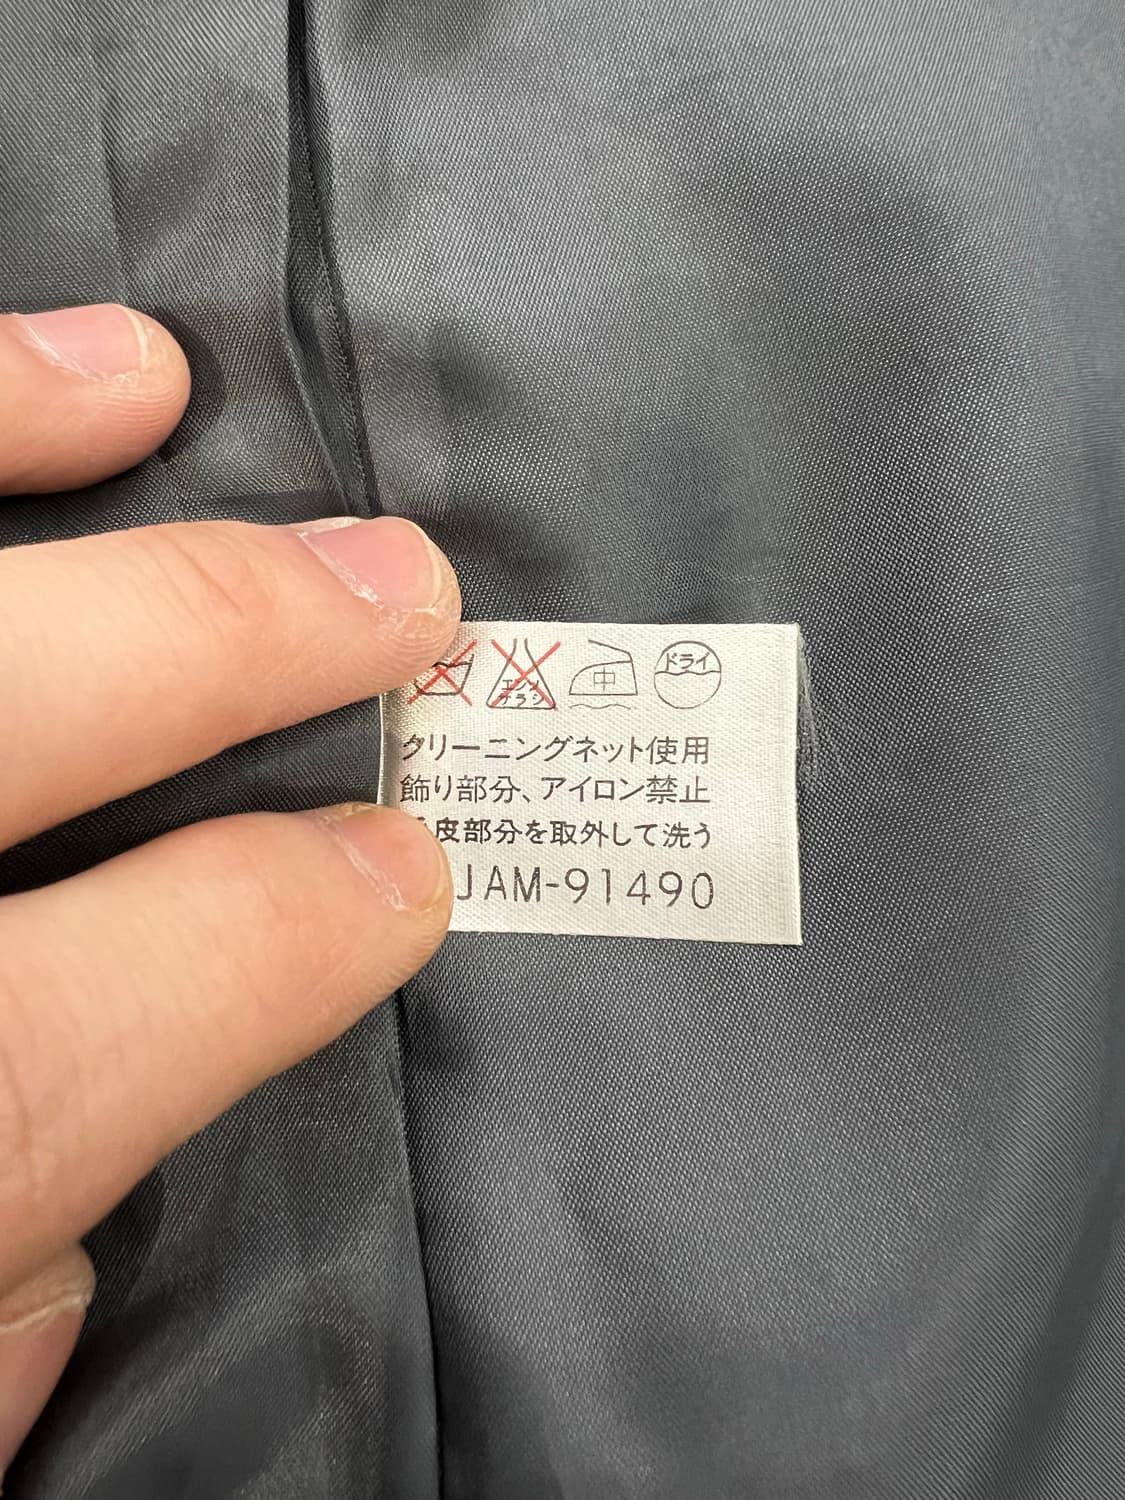 エンソ サラシ 中 ドライ
クリーニングネット使用
飾り部分、アイロン禁止
皮部分を取外して洗う
JAM-91490